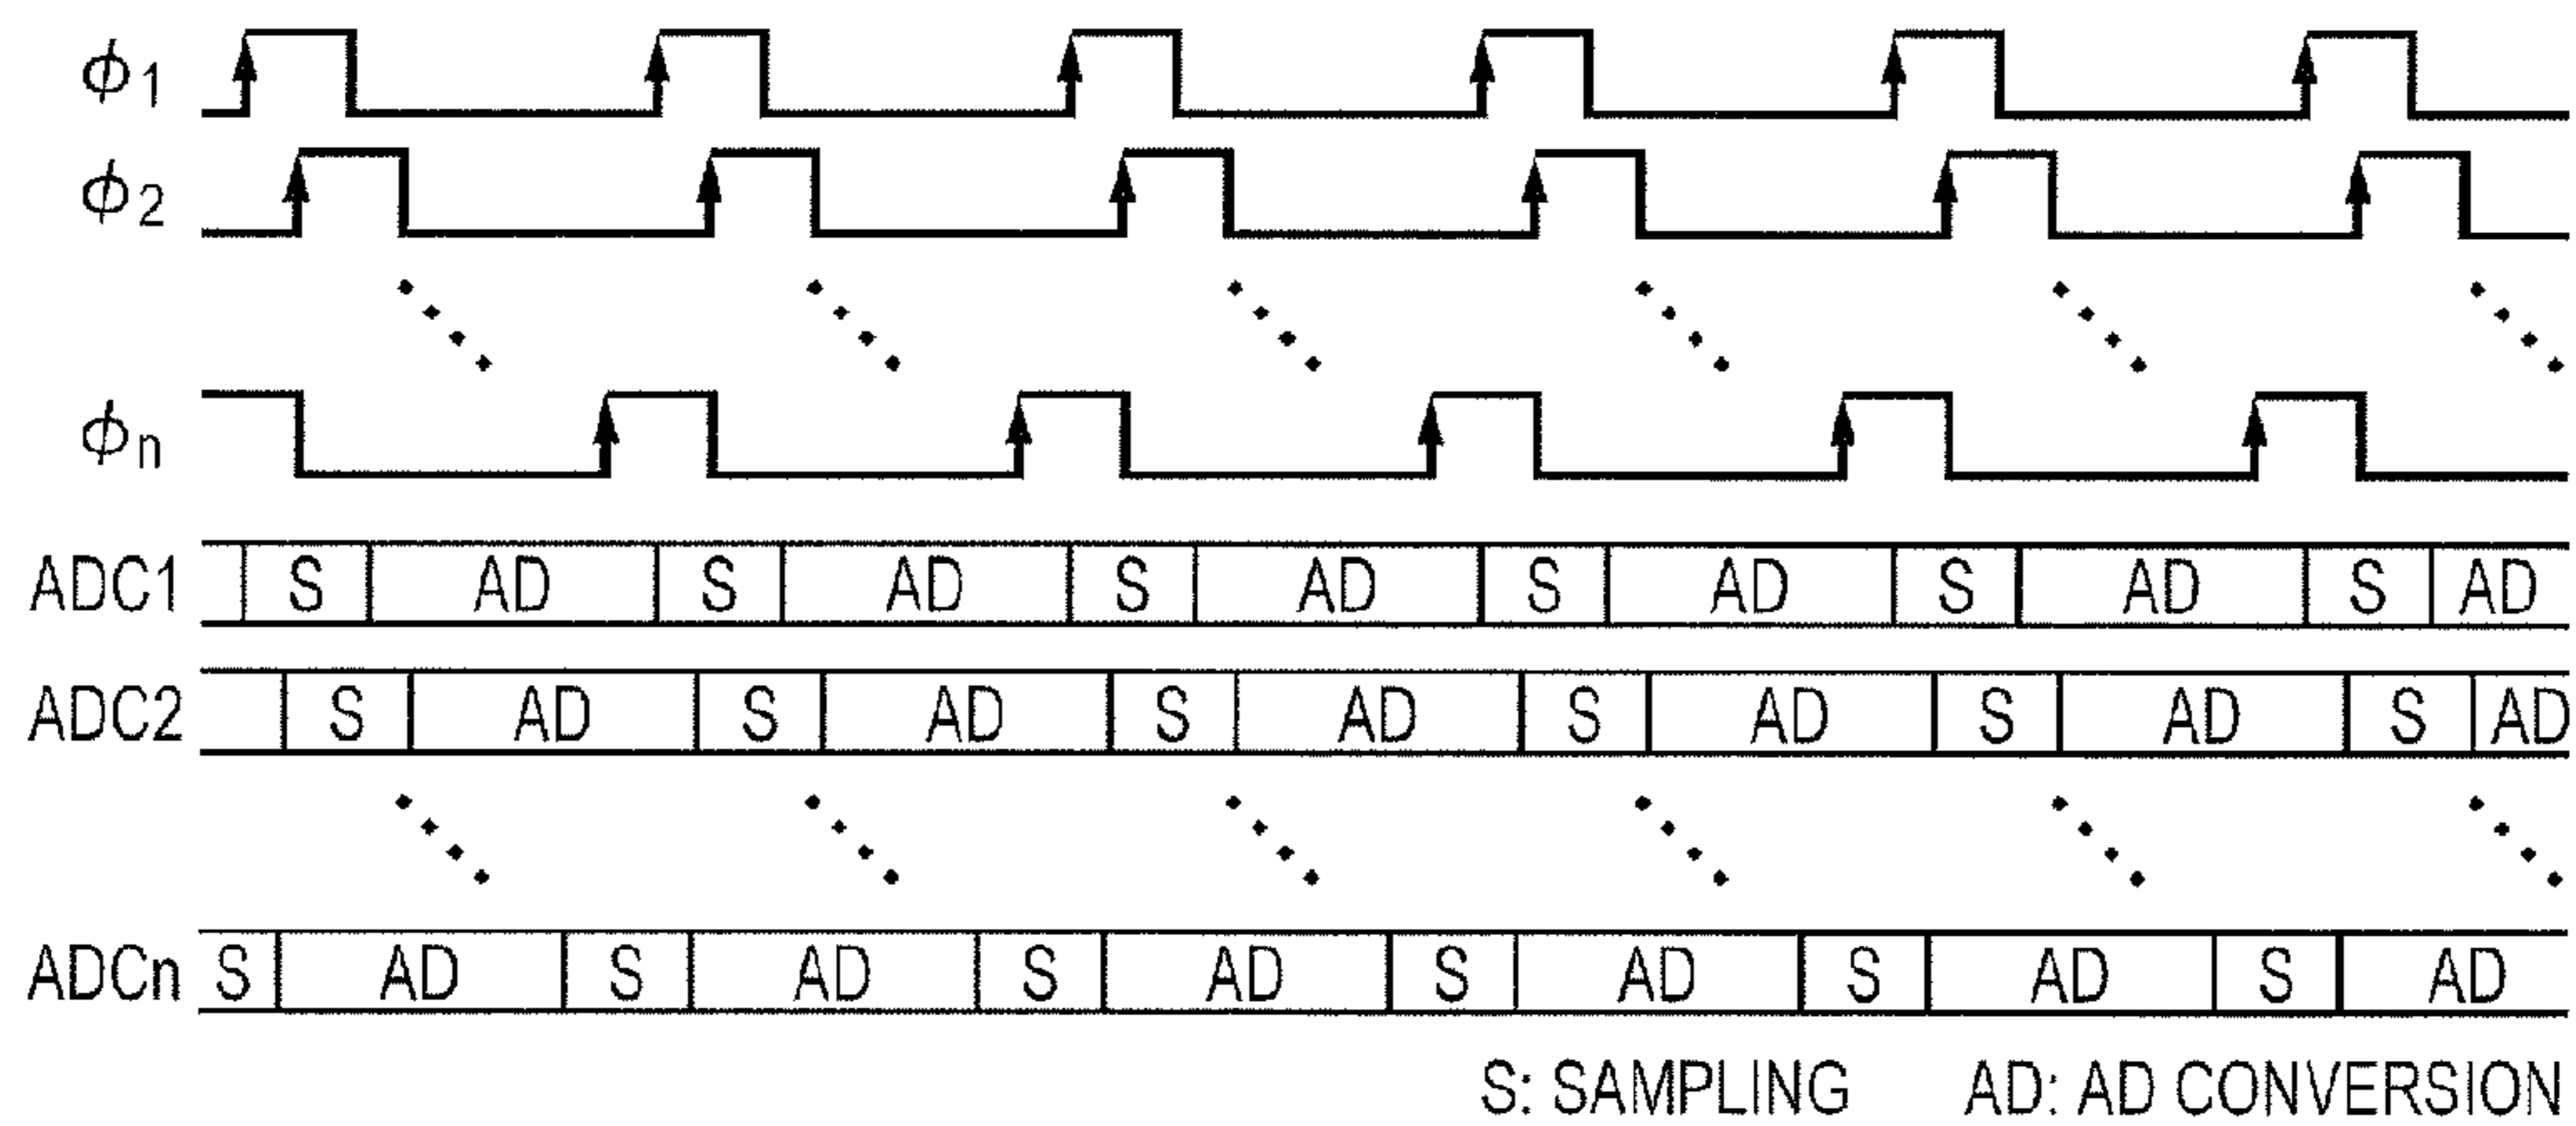 ϕ1
ϕ2
ϕn
ADC1 S AD S AD S AD S AD S AD S AD
ADC2 S AD S AD S AD S AD S AD S AD
ADCn S AD S AD S AD S AD S AD S AD
S: SAMPLING AD: AD CONVERSION